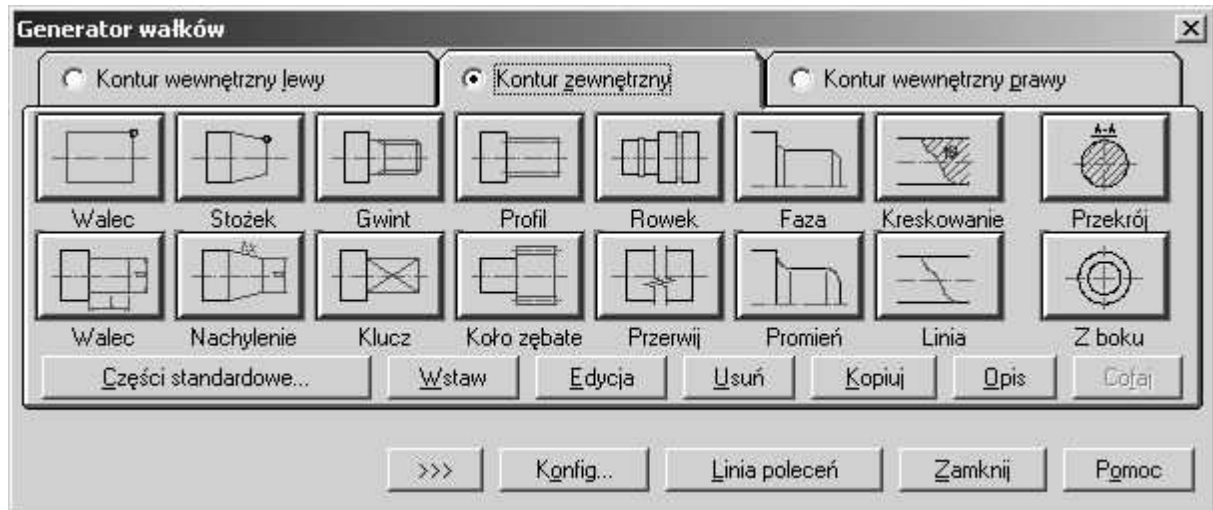 Generator wałków
Kontur wewnętrzny lewy Kontur zewnętrzny Kontur wewnętrzny prawy
A-A
Walec Stożek Gwint Profil Rowek Faza Kreskowanie Przekrój
Walec Nachylenie Klucz Koło zębate Przerwij Promień Linia Z boku
Części standardowe... Wstaw Edycja Usuń Kopiuj Opis Cofaj
>>> Konfig... Linia poleceń Zamknij Pomoc